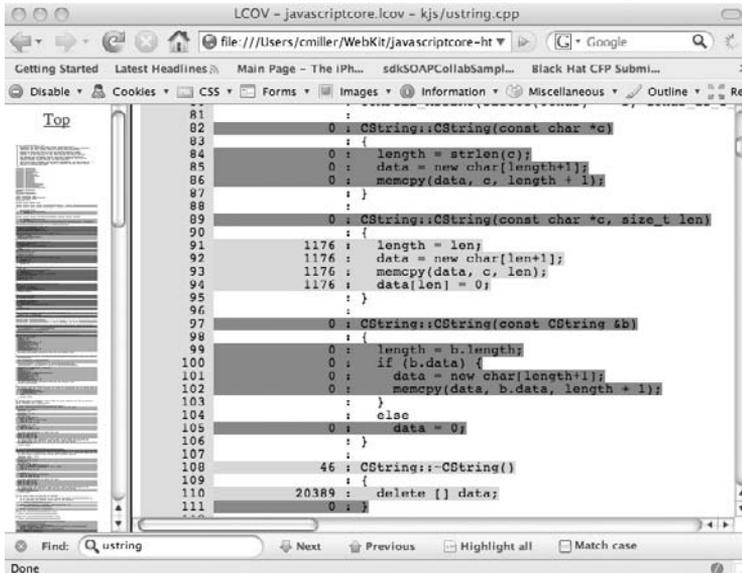 LCOV - javascriptcore.lcov - kjs/ustring.cpp
file:///Users/cmiller/WebKit/javascriptcore-ht
G - Google
Getting Started Latest Headlines Main Page - The iPh... sdkSOAPCollabSampl... Black Hat CFP Submi...
Disable Cookies CSS Forms Images Information Miscellaneous Outline Re
Top
81 :
82 0 : CString::CString(const char *c)
83 : {
84 0 : length = strlen(c);
85 0 : data = new char[length+1];
86 0 : memcpy(data, c, length + 1);
87 : }
88 :
89 0 : CString::CString(const char *c, size_t len)
90 : {
91 1176 : length = len;
92 1176 : data = new char[len+1];
93 1176 : memcpy(data, c, len);
94 1176 : data[len] = 0;
95 : }
96 :
97 0 : CString::CString(const CString &b)
98 : {
99 0 : length = b.length;
100 0 : if (b.data) {
101 0 : data = new char[length+1];
102 0 : memcpy(data, b.data, length + 1);
103 : }
104 : else
105 0 : data = 0;
106 : }
107 :
108 46 : CString::~CString()
109 : {
110 20389 : delete [] data;
111 0 : }
Find: ustring Next Previous Highlight all Match case
Done